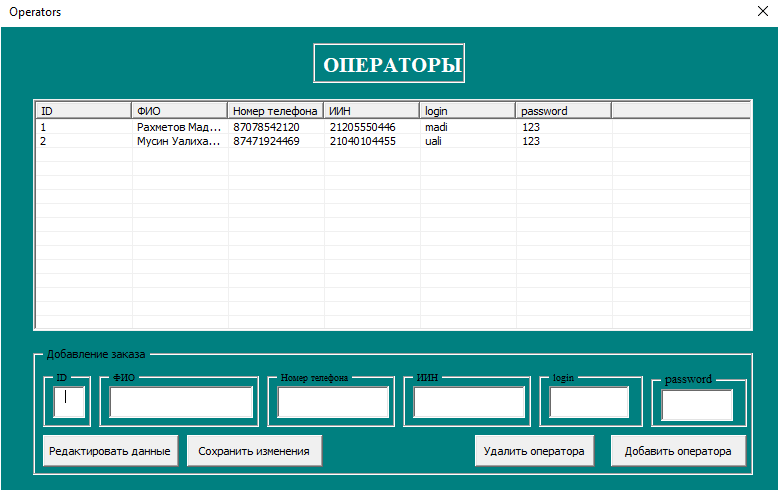 Operators
ОПЕРАТОРЫ
ID ФИО Номер телефона ИИН login password
1 Рахметов Мад... 87078542120 21205550446 madi 123
2 Мусин Уалиха... 87471924469 21040104455 uali 123
Добавление заказа
ID ФИО Номер телефона ИИН login password
Редактировать данные Сохранить изменения Удалить оператора Добавить оператора